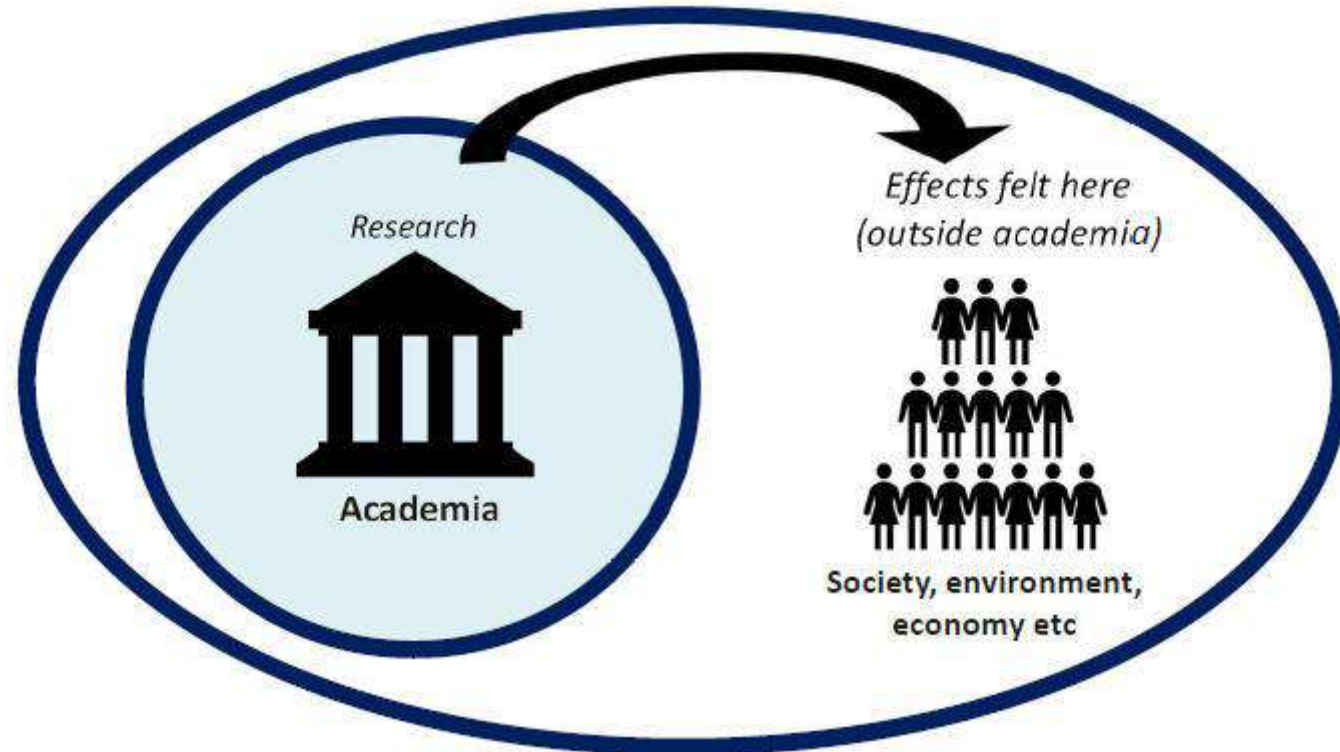 Research
Academia
Effects felt here
(outside academia)
Society, environment,
economy etc